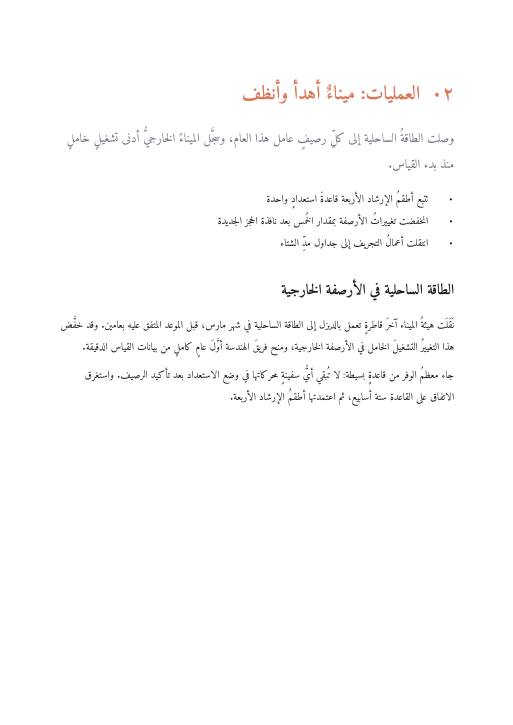 ٠٢ العمليات: ميناءٌ أهدأ وأنظف
وصلت الطاقةُ الساحلية إلى كلّ رصيفٍ عامل هذا العام، وسجَّل الميناءُ الخارجيُّ أدنى تشغيلٍ خاملٍ
منذ بدء القياس.
• تتبع أطقمُ الإرشاد الأربعة قاعدةَ استعدادٍ واحدة
• انخفضت تغييراتُ الأرصفة بمقدار الخُمس بعد نافذة الحجز الجديدة
• انتقلت أعمالُ التجريف إلى جداول مدِّ الشتاء
الطاقة الساحلية في الأرصفة الخارجية
نَقَلَت هيئةُ الميناء آخرَ قاطرةٍ تعمل بالديزل إلى الطاقة الساحلية في شهر مارس، قبل الموعد المتفق عليه بعامين. وقد خفَّض
هذا التغييرُ التشغيلَ الخامل في الأرصفة الخارجية، ومنح فريقَ الهندسة أوَّلَ عامٍ كاملٍ من بيانات القياس الدقيقة.
جاء معظمُ الوفر من قاعدةٍ بسيطة: لا تُبقي أيُّ سفينةٍ محركاتها في وضع الاستعداد بعد تأكيد الرصيف. واستغرق
الاتفاق على القاعدة ستة أسابيع، ثم اعتمدتها أطقمُ الإرشاد الأربعة.